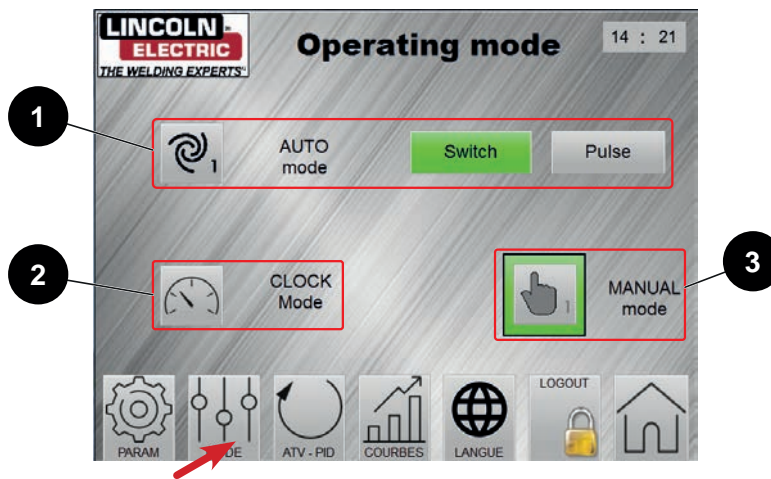 LINCOLN
ELECTRIC
THE WELDING EXPERTS®
Operating mode
14 : 21
1
1
AUTO
mode
Switch
Pulse
2
CLOCK
Mode
3
1
MANUAL
mode
PARAM
DE
ATV - PID
COURBES
LANGUE
LOGOUT